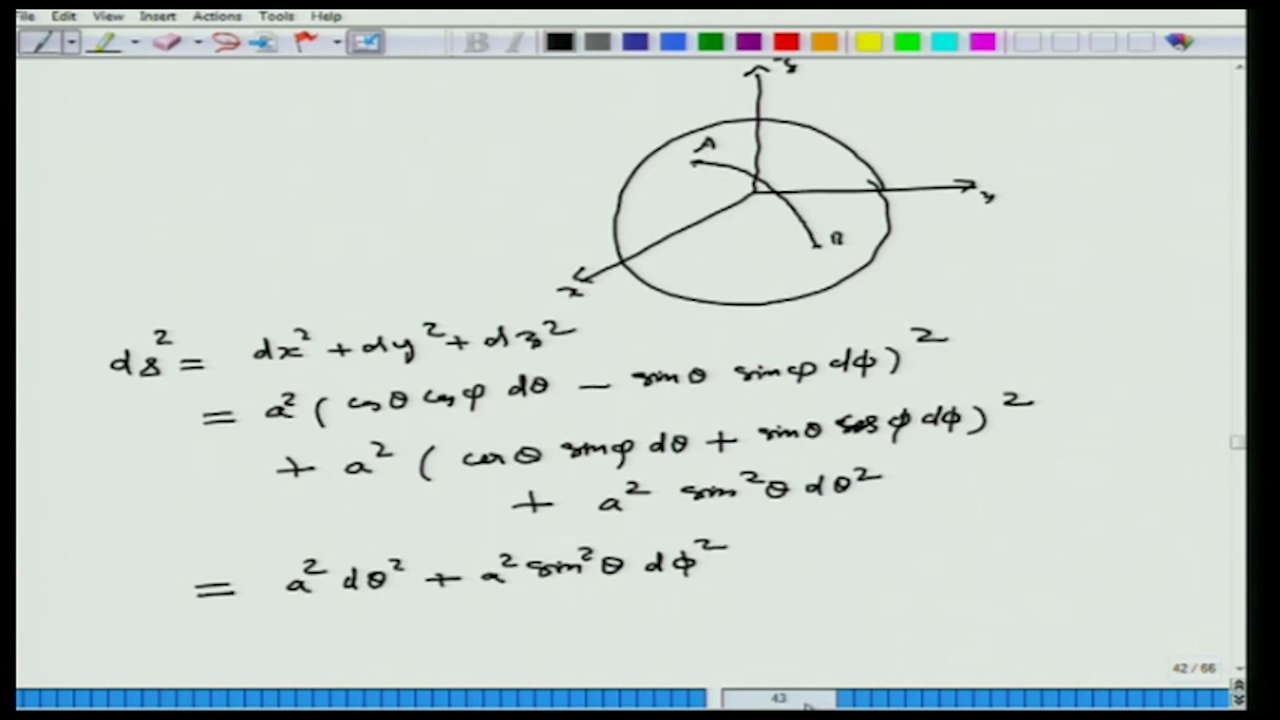 File Edit View Insert Actions Tools Help
B I
z
A
y
B
x
ds² = dx² + dy² + dz²
= a² ( cosθ cosφ dθ − sinθ sinφ dφ )²
+ a² ( cosθ sinφ dθ + sinθ cosφ dφ )²
+ a² sin²θ dθ²
= a² dθ² + a² sin²θ dφ²
42 / 66
43